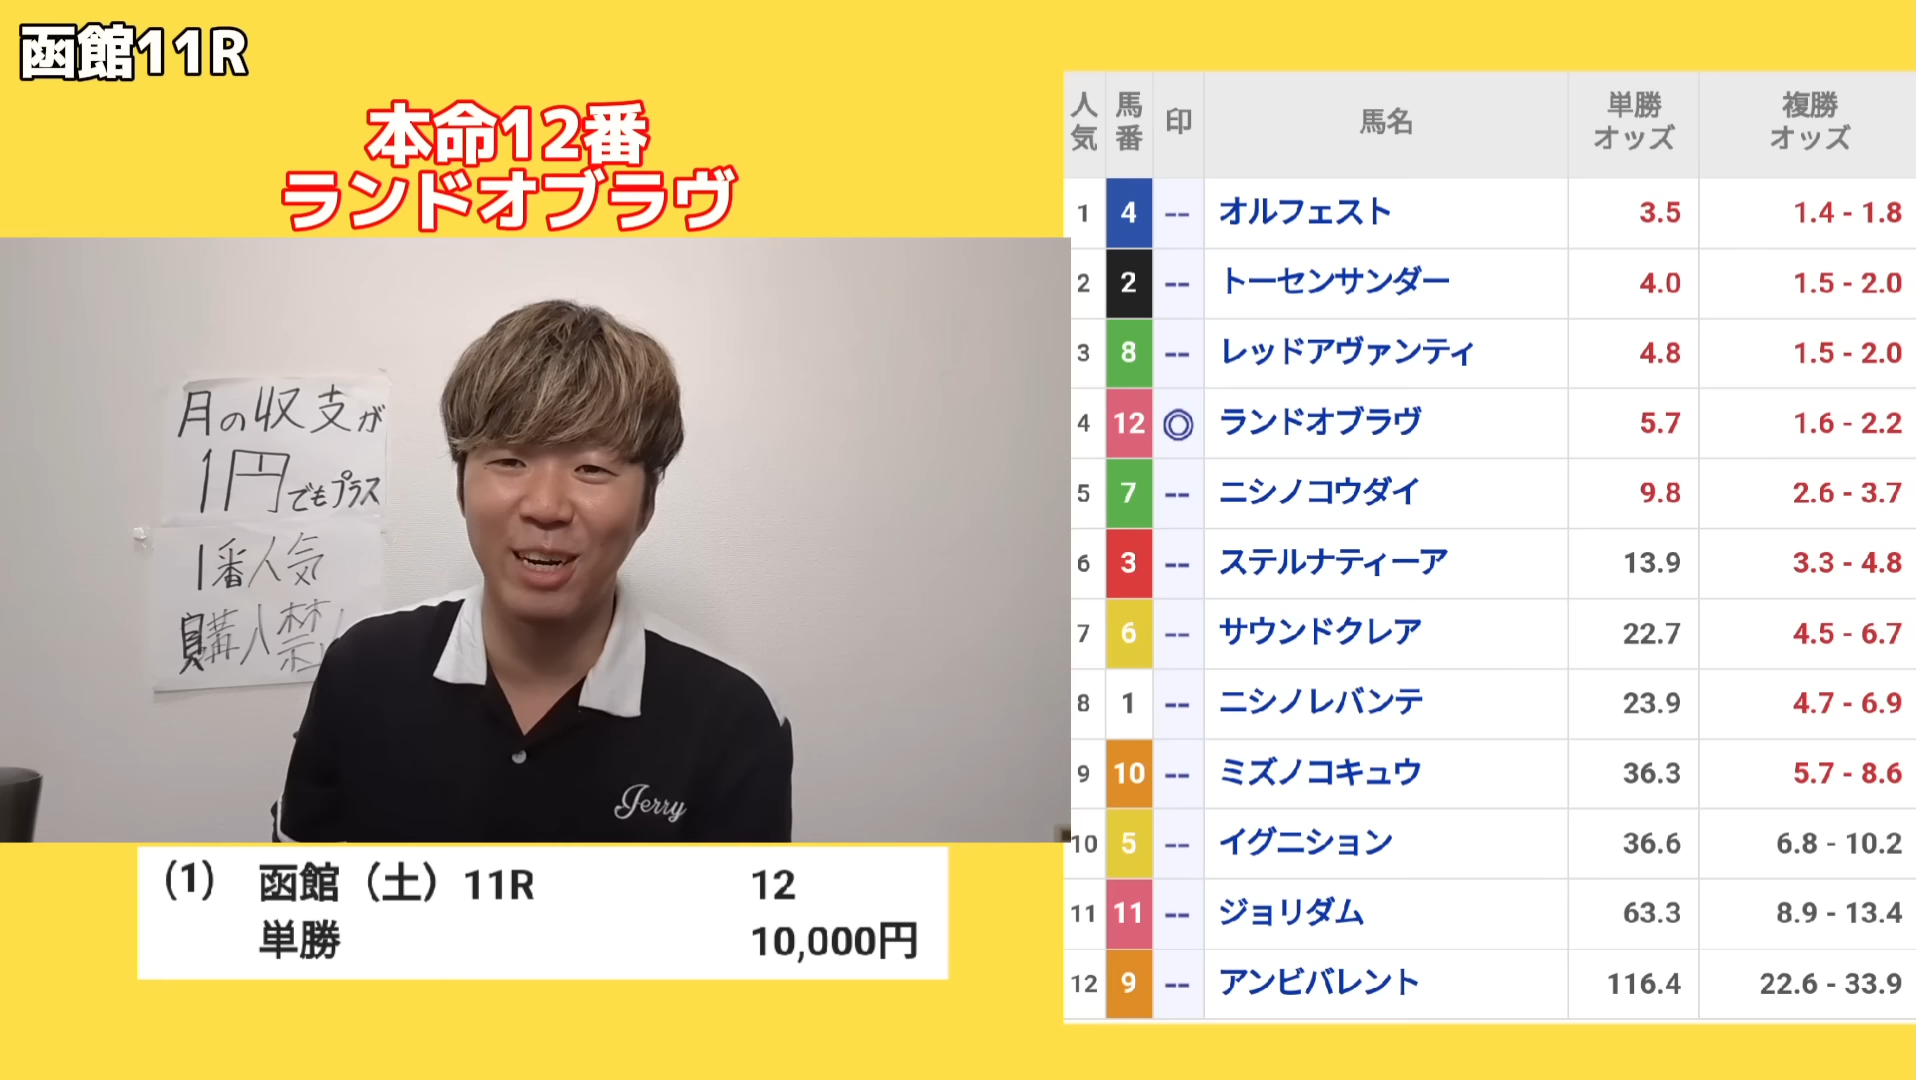 函館11R
本命12番
ランドオブラヴ
月の収支が
1円でもプラス
1番人気
購入禁止
Jerry
(1) 函館（土）11R 12
単勝 10,000円
人気 馬番 印 馬名 単勝オッズ 複勝オッズ
1 4 -- オルフェスト 3.5 1.4 - 1.8
2 2 -- トーセンサンダー 4.0 1.5 - 2.0
3 8 -- レッドアヴァンティ 4.8 1.5 - 2.0
4 12 ◎ ランドオブラヴ 5.7 1.6 - 2.2
5 7 -- ニシノコウダイ 9.8 2.6 - 3.7
6 3 -- ステルナティーア 13.9 3.3 - 4.8
7 6 -- サウンドクレア 22.7 4.5 - 6.7
8 1 -- ニシノレバンテ 23.9 4.7 - 6.9
9 10 -- ミズノコキュウ 36.3 5.7 - 8.6
10 5 -- イグニション 36.6 6.8 - 10.2
11 11 -- ジョリダム 63.3 8.9 - 13.4
12 9 -- アンビバレント 116.4 22.6 - 33.9